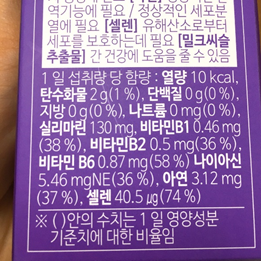 역기능에 필요 / 정상적인 세포분
열에 필요 [셀렌] 유해산소로부터
세포를 보호하는데 필요 [밀크씨슬
추출물] 간 건강에 도움을 줄 수 있음
1일 섭취량 당 함량 : 열량 10 kcal,
탄수화물 2 g(1 %), 단백질 0 g(0 %),
지방 0 g(0 %), 나트륨 0 mg(0 %),
실리마린 130 mg, 비타민B1 0.46 mg
(38 %), 비타민B2 0.5 mg(36 %),
비타민 B6 0.87 mg(58 %) 나이아신
5.46 mgNE(36 %), 아연 3.12 mg
(37 %), 셀렌 40.5 ㎍(74 %)
※ ( )안의 수치는 1일 영양성분
기준치에 대한 비율임